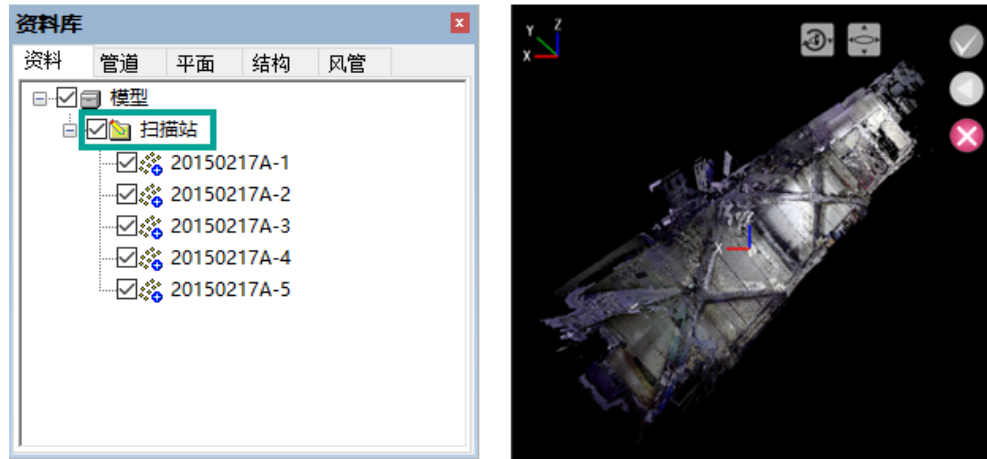 资料库
资料 管道 平面 结构 风管
模型
扫描站
20150217A-1
20150217A-2
20150217A-3
20150217A-4
20150217A-5
Y Z
X
Y Z
X